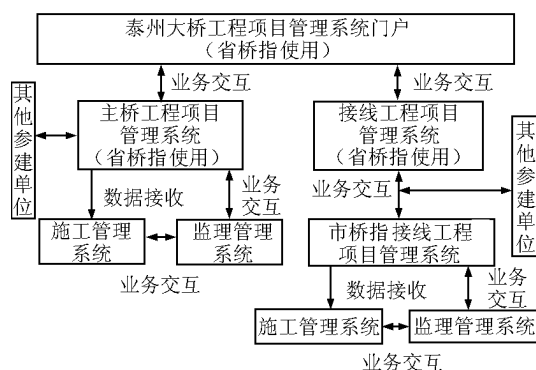 泰州大桥工程项目管理系统门户
（省桥指使用）
业务交互
业务交互
其他参建单位
主桥工程项目
管理系统
（省桥指使用）
接线工程项目
管理系统
（省桥指使用）
其他参建单位
数据接收
业务
交互
业务交互
施工管理
系统
监理管理
系统
业务交互
市桥指接线工程
项目管理系统
数据接收
业务
交互
施工管理系统
监理管理系统
业务交互